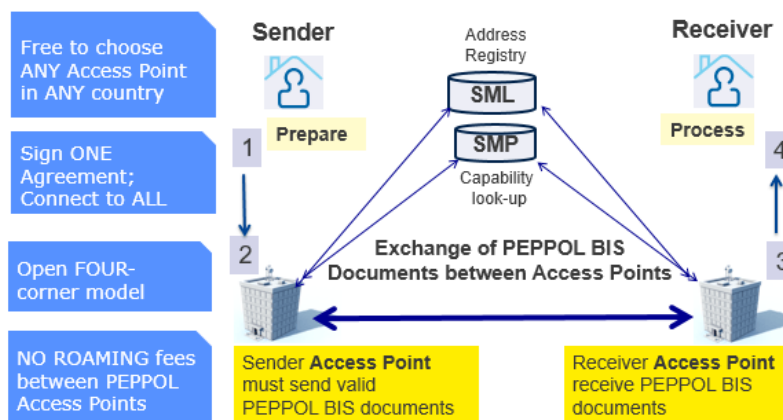 Free to choose
ANY Access Point
in ANY country
Sign ONE
Agreement;
Connect to ALL
Open FOUR-
corner model
NO ROAMING fees
between PEPPOL
Access Points
Sender
Address
Registry
Receiver
SML
Prepare
SMP
Process
1
4
Capability
look-up
2
3
Exchange of PEPPOL BIS
Documents between Access Points
Sender Access Point
must send valid
PEPPOL BIS documents
Receiver Access Point
receive PEPPOL BIS
documents